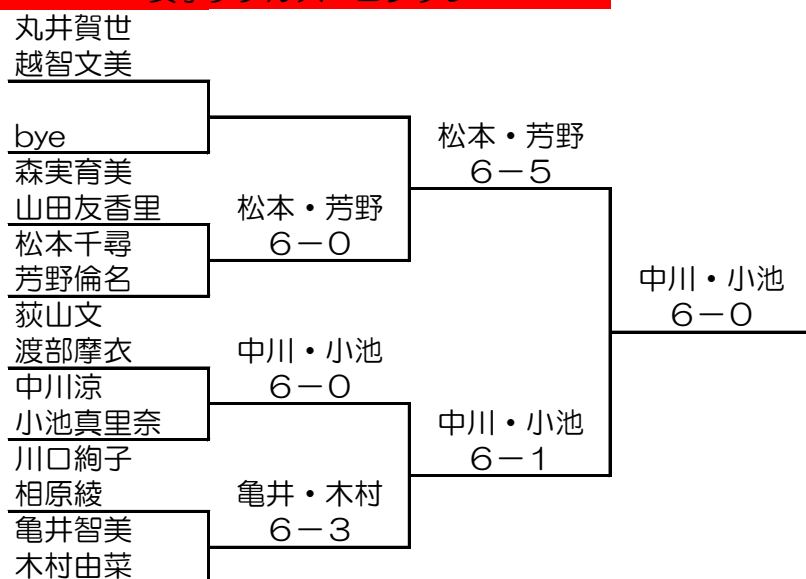 丸井賀世
越智文美
bye
森実育美
山田友香里
松本千尋
芳野倫名
荻山文
渡部摩衣
中川涼
小池真里奈
川口絢子
相原綾
亀井智美
木村由菜
松本・芳野
6-0
中川・小池
6-0
亀井・木村
6-3
松本・芳野
6-5
中川・小池
6-1
中川・小池
6-0